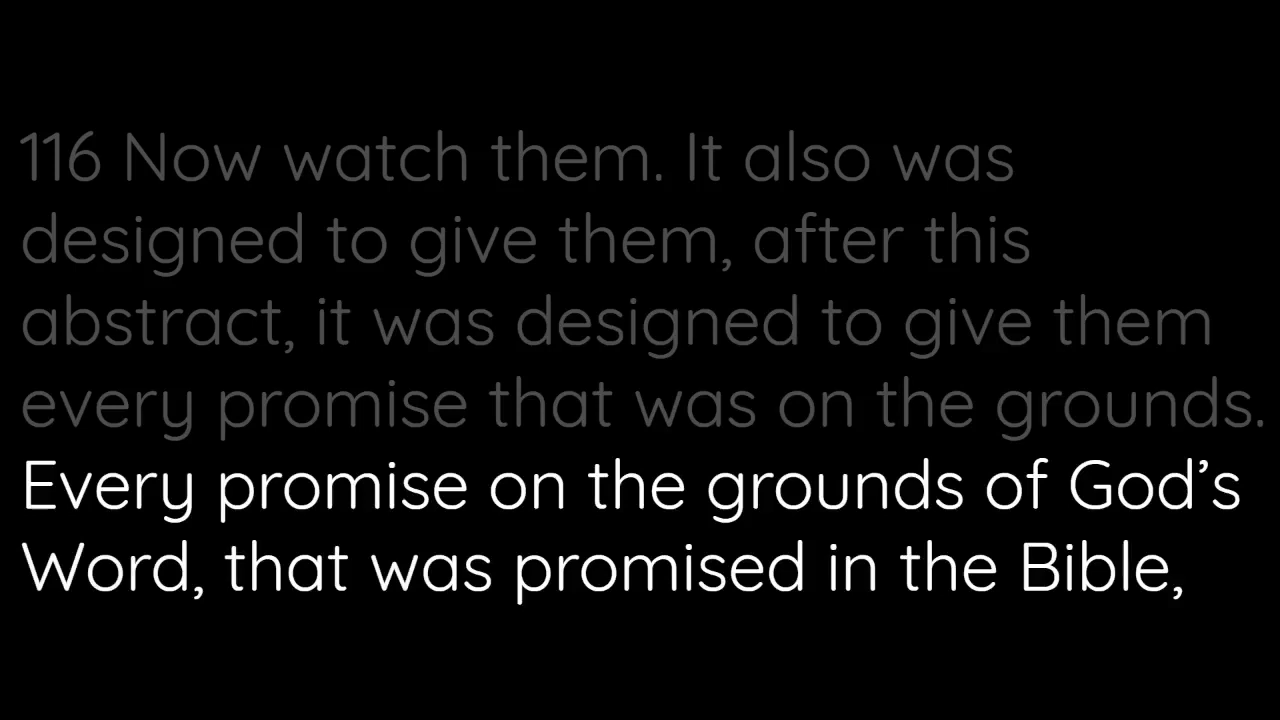 116 Now watch them. It also was
designed to give them, after this
abstract, it was designed to give them
every promise that was on the grounds.
Every promise on the grounds of God’s
Word, that was promised in the Bible,